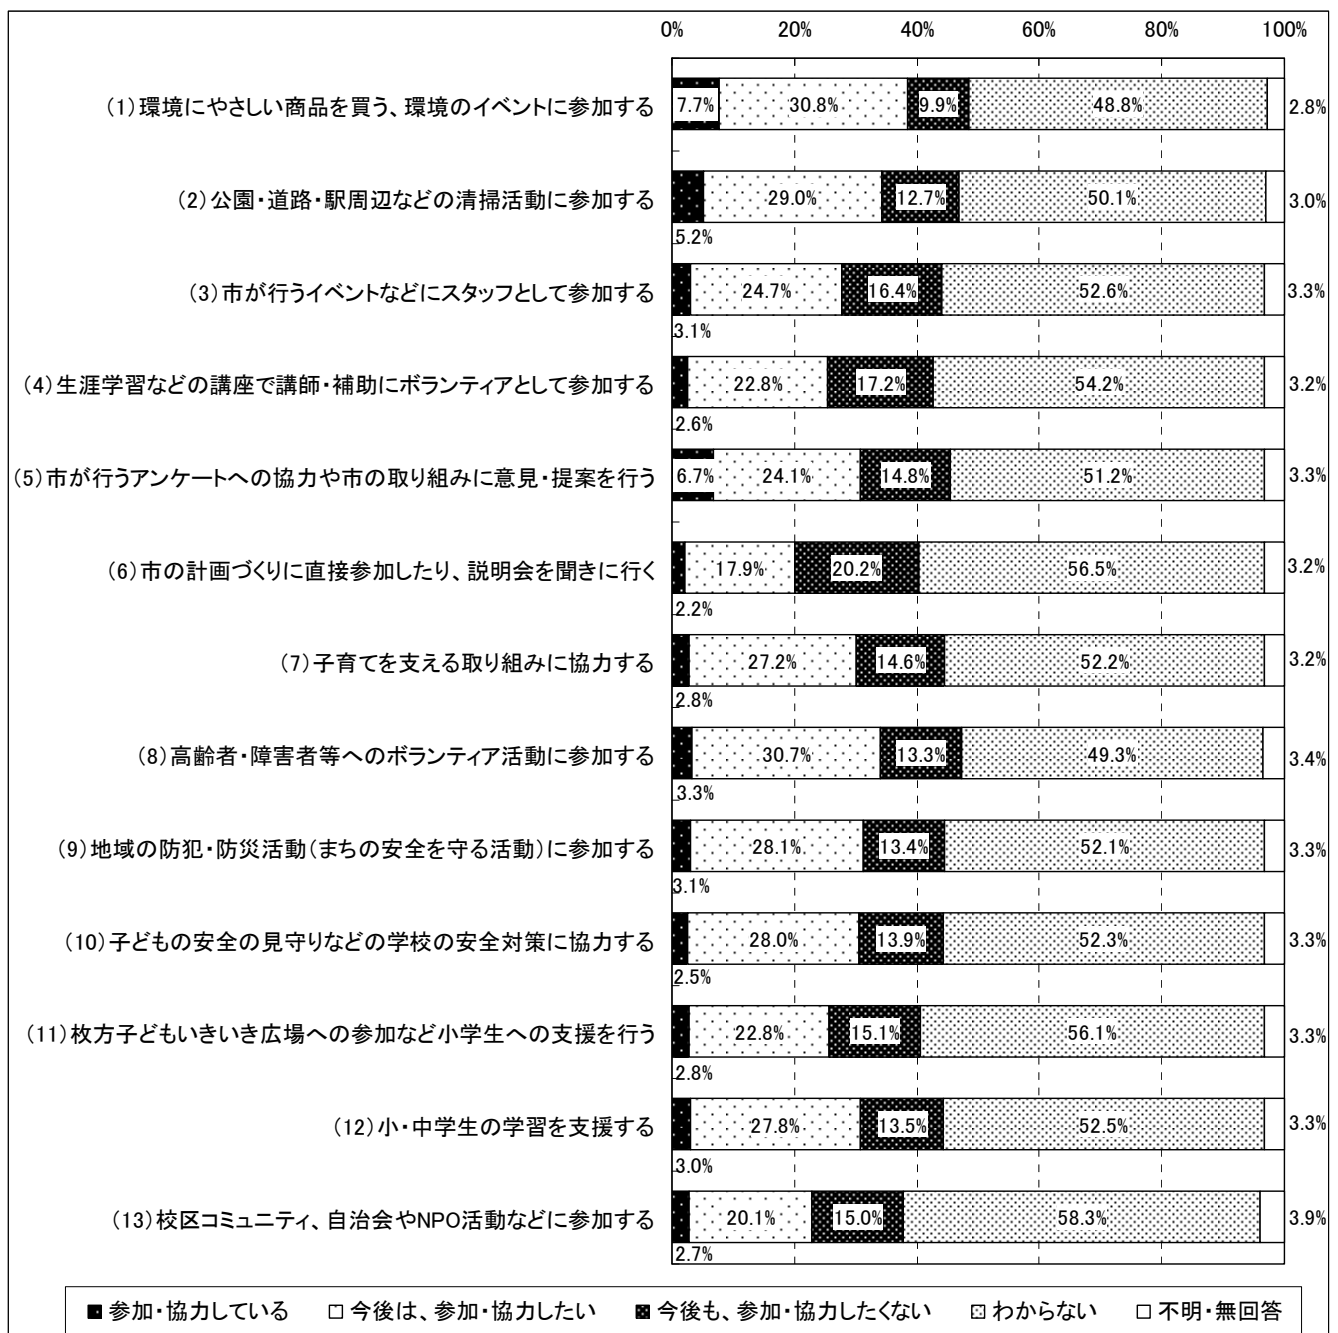 0% 20% 40% 60% 80% 100%
(1)環境にやさしい商品を買う、環境のイベントに参加する 7.7% 30.8% 9.9% 48.8% 2.8%
(2)公園・道路・駅周辺などの清掃活動に参加する 29.0% 12.7% 50.1% 3.0%
5.2%
(3)市が行うイベントなどにスタッフとして参加する 24.7% 16.4% 52.6% 3.3%
3.1%
(4)生涯学習などの講座で講師・補助にボランティアとして参加する 22.8% 17.2% 54.2% 3.2%
2.6%
(5)市が行うアンケートへの協力や市の取り組みに意見・提案を行う 6.7% 24.1% 14.8% 51.2% 3.3%
(6)市の計画づくりに直接参加したり、説明会を聞きに行く 17.9% 20.2% 56.5% 3.2%
2.2%
(7)子育てを支える取り組みに協力する 27.2% 14.6% 52.2% 3.2%
2.8%
(8)高齢者・障害者等へのボランティア活動に参加する 30.7% 13.3% 49.3% 3.4%
3.3%
(9)地域の防犯・防災活動(まちの安全を守る活動)に参加する 28.1% 13.4% 52.1% 3.3%
3.1%
(10)子どもの安全の見守りなどの学校の安全対策に協力する 28.0% 13.9% 52.3% 3.3%
2.5%
(11)枚方子どもいきいき広場への参加など小学生への支援を行う 22.8% 15.1% 56.1% 3.3%
2.8%
(12)小・中学生の学習を支援する 27.8% 13.5% 52.5% 3.3%
3.0%
(13)校区コミュニティ、自治会やNPO活動などに参加する 20.1% 15.0% 58.3% 3.9%
2.7%
参加・協力している 今後は、参加・協力したい 今後も、参加・協力したくない わからない 不明・無回答